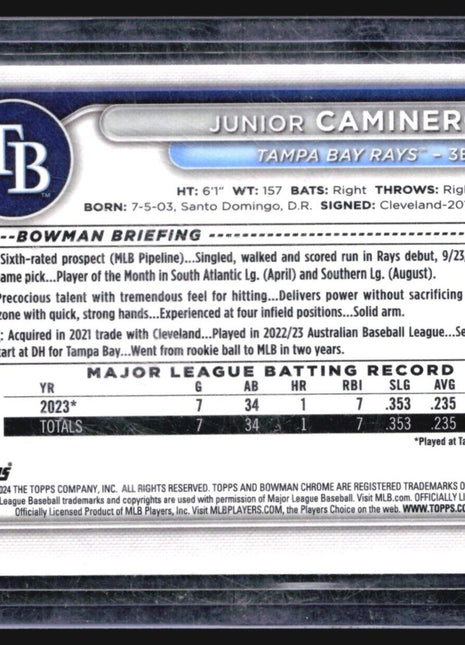 TB
TM
JUNIOR CAMINER
TAMPA BAY RAYS™ – 3B
HT: 6'1" WT: 157 BATS: Right THROWS: Rig
BORN: 7-5-03, Santo Domingo, D.R. SIGNED: Cleveland-20
BOWMAN BRIEFING
Sixth-rated prospect (MLB Pipeline)...Singled, walked and scored run in Rays debut, 9/23/
ame pick...Player of the Month in South Atlantic Lg. (April) and Southern Lg. (August).
Precocious talent with tremendous feel for hitting...Delivers power without sacrificing
zone with quick, strong hands...Experienced at four infield positions...Solid arm.
: Acquired in 2021 trade with Cleveland...Played in 2022/23 Australian Baseball League...Se
tart at DH for Tampa Bay...Went from rookie ball to MLB in two years.
MAJOR LEAGUE BATTING RECORD
YR G AB HR RBI SLG AVG
2023* 7 34 1 7 .353 .235
TOTALS 7 34 1 7 .353 .235
*Played at Ta
ps
024 THE TOPPS COMPANY, INC. ALL RIGHTS RESERVED. TOPPS AND BOWMAN CHROME ARE REGISTERED TRADEMARKS O
League Baseball trademarks and copyrights are used with permission of Major League Baseball. Visit MLB.com. OFFICIALLY LI
Officially Licensed Product of MLB Players, Inc. Visit MLBPLAYERS.COM, the Players Choice on the web. WWW.TOPPS.CO